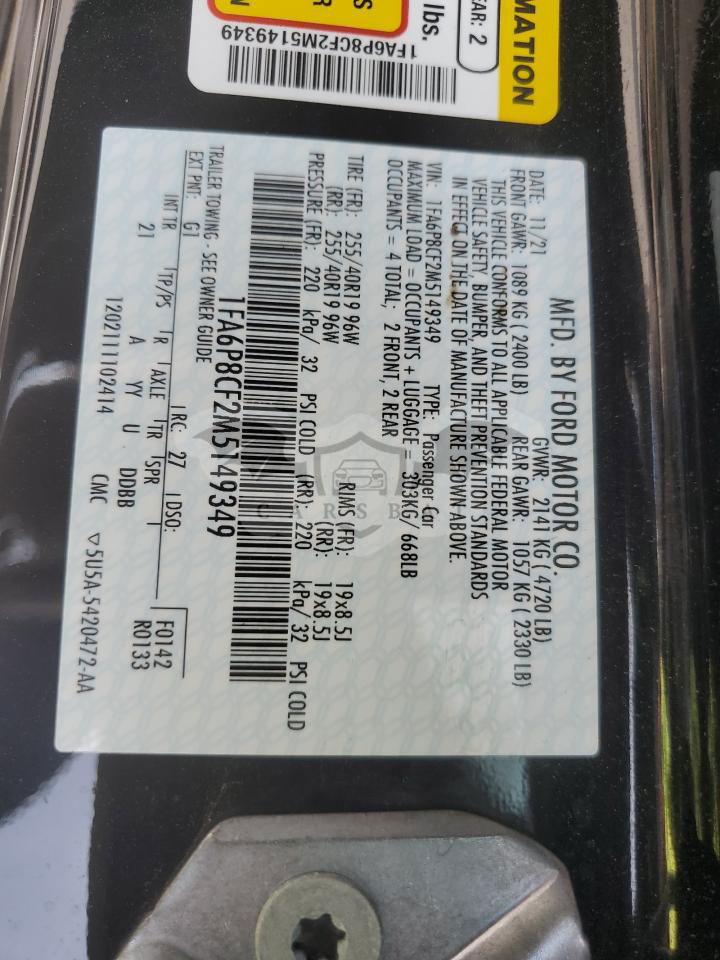 MATION
EAR: 2
lbs.
1FA6P8CF2M5149349
MFD. BY FORD MOTOR CO.
DATE: 11/21 GVWR: 2141 KG ( 4720 LB)
FRONT GAWR: 1089 KG ( 2400 LB) REAR GAWR: 1057 KG ( 2330 LB)
THIS VEHICLE CONFORMS TO ALL APPLICABLE FEDERAL MOTOR
VEHICLE SAFETY, BUMPER, AND THEFT PREVENTION STANDARDS
IN EFFECT ON THE DATE OF MANUFACTURE SHOWN ABOVE.
VIN: 1FA6P8CF2M5149349 TYPE: Passenger Car
MAXIMUM LOAD = OCCUPANTS + LUGGAGE = 303KG/ 668LB
OCCUPANTS = 4 TOTAL; 2 FRONT, 2 REAR
TIRE (FR): 255/40R19 96W RIMS (FR): 19x8.5J
(RR): 255/40R19 96W (RR): 19x8.5J
PRESSURE (FR): 220 kPa/ 32 PSI COLD (RR): 220 kPa/ 32 PSI COLD
1FA6P8CF2M5149349
TRAILER TOWING - SEE OWNER GUIDE
EXT PNT: G1 RC: 27 DSO: F0142
INT TR TP/PS R AXLE TR SPR R0133
21 A YY U DDBB
1202111102414 CMC ▽5U5A-5420472-AA